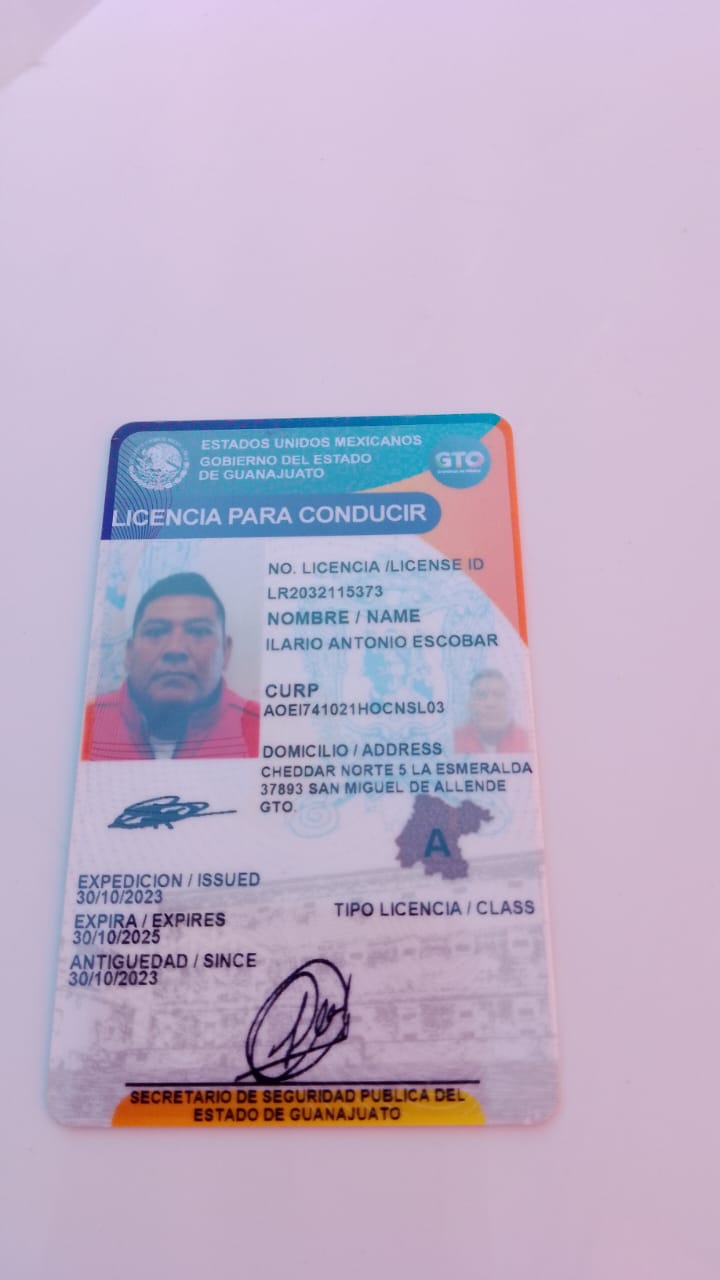 ESTADOS UNIDOS MEXICANOS
GOBIERNO DEL ESTADO
DE GUANAJUATO
GTO
LICENCIA PARA CONDUCIR
NO. LICENCIA /LICENSE ID
LR2032115373
NOMBRE / NAME
ILARIO ANTONIO ESCOBAR
CURP
AOEI741021HOCNSL03
DOMICILIO / ADDRESS
CHEDDAR NORTE 5 LA ESMERALDA
37893 SAN MIGUEL DE ALLENDE
GTO.
A
EXPEDICION / ISSUED
30/10/2023
TIPO LICENCIA / CLASS
EXPIRA / EXPIRES
30/10/2025
ANTIGUEDAD / SINCE
30/10/2023
SECRETARIO DE SEGURIDAD PUBLICA DEL
ESTADO DE GUANAJUATO